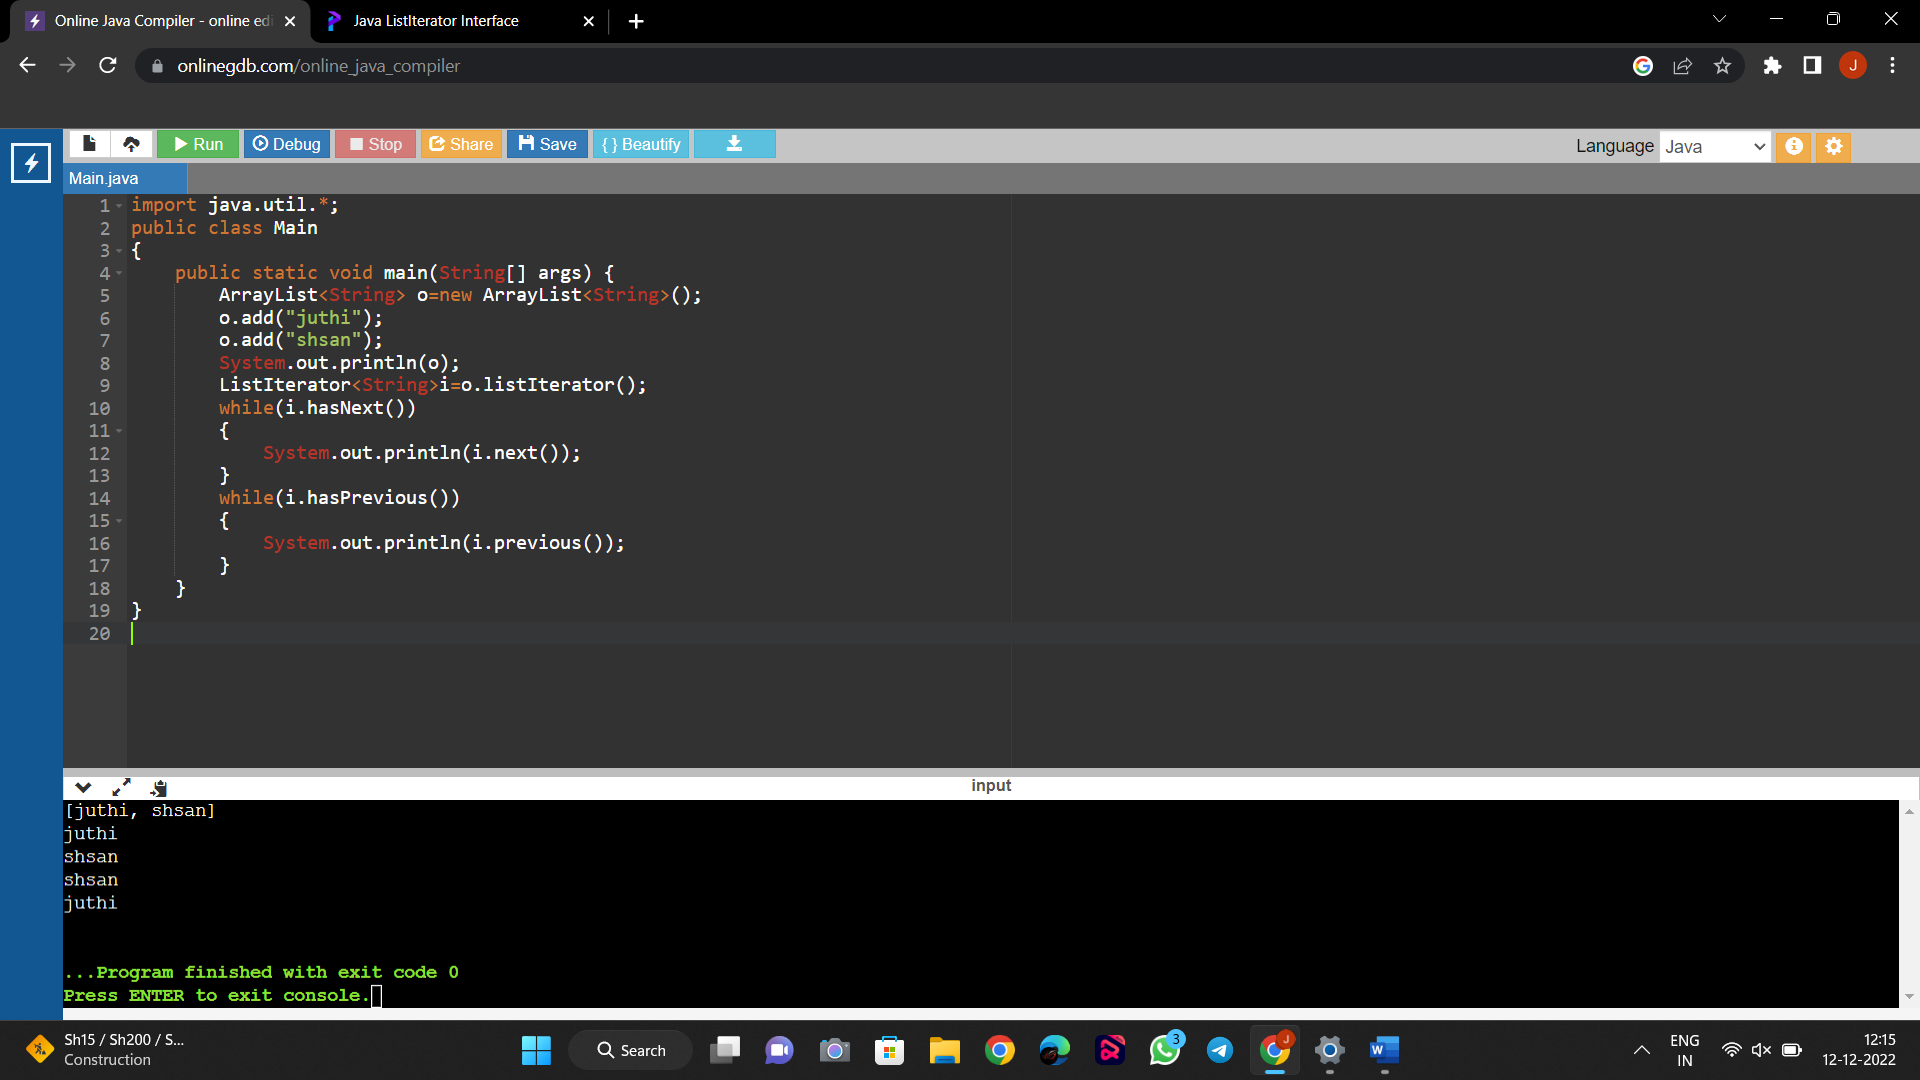 Online Java Compiler - online edi
Java ListIterator Interface
onlinegdb.com/online_java_compiler
J
Run
Debug
Stop
Share
Save
{ } Beautify
Language
Java
Main.java
1 import java.util.*;
2 public class Main
3 {
4     public static void main(String[] args) {
5         ArrayList<String> o=new ArrayList<String>();
6         o.add("juthi");
7         o.add("shsan");
8         System.out.println(o);
9         ListIterator<String>i=o.listIterator();
10         while(i.hasNext())
11         {
12             System.out.println(i.next());
13         }
14         while(i.hasPrevious())
15         {
16             System.out.println(i.previous());
17         }
18     }
19 }
20
input
[juthi, shsan]
juthi
shsan
shsan
juthi
...Program finished with exit code 0
Press ENTER to exit console.
Sh15 / Sh200 / S...
Construction
Search
3
J
W
ENG
IN
12:15
12-12-2022